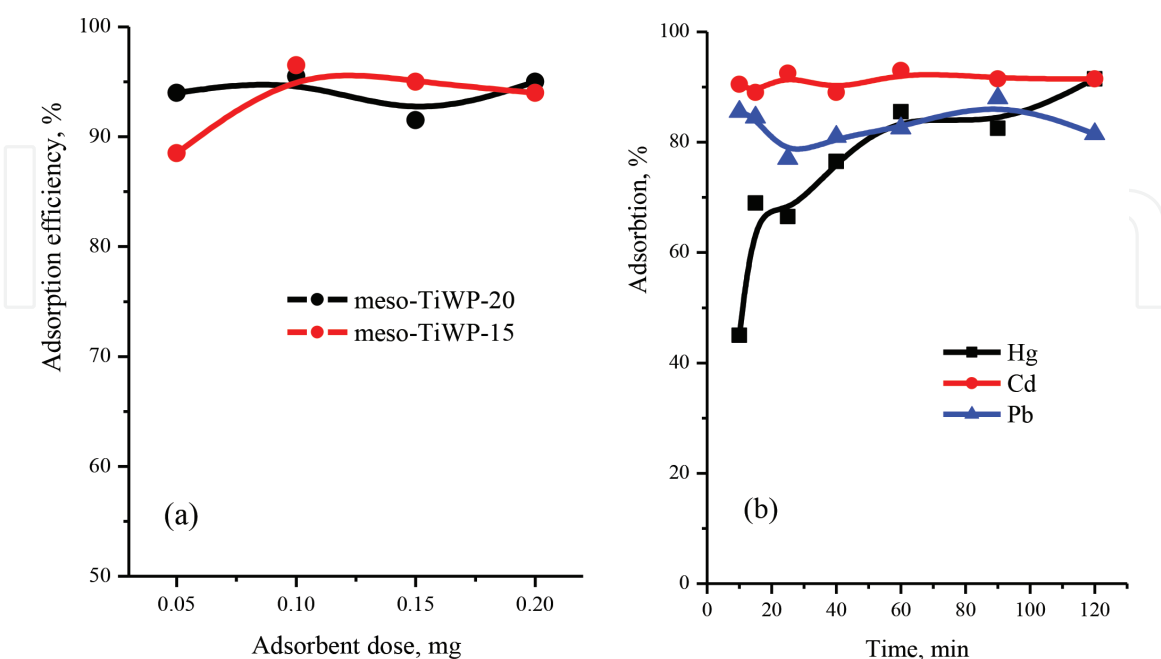 100
90
80
70
60
50
0.05 0.10 0.15 0.20
Adsorption efficiency, %
Adsorbent dose, mg
meso-TiWP-20
meso-TiWP-15
(a)
100
80
60
40
20
0
0 20 40 60 80 100 120
Adsorbtion, %
Time, min
Hg
Cd
Pb
(b)